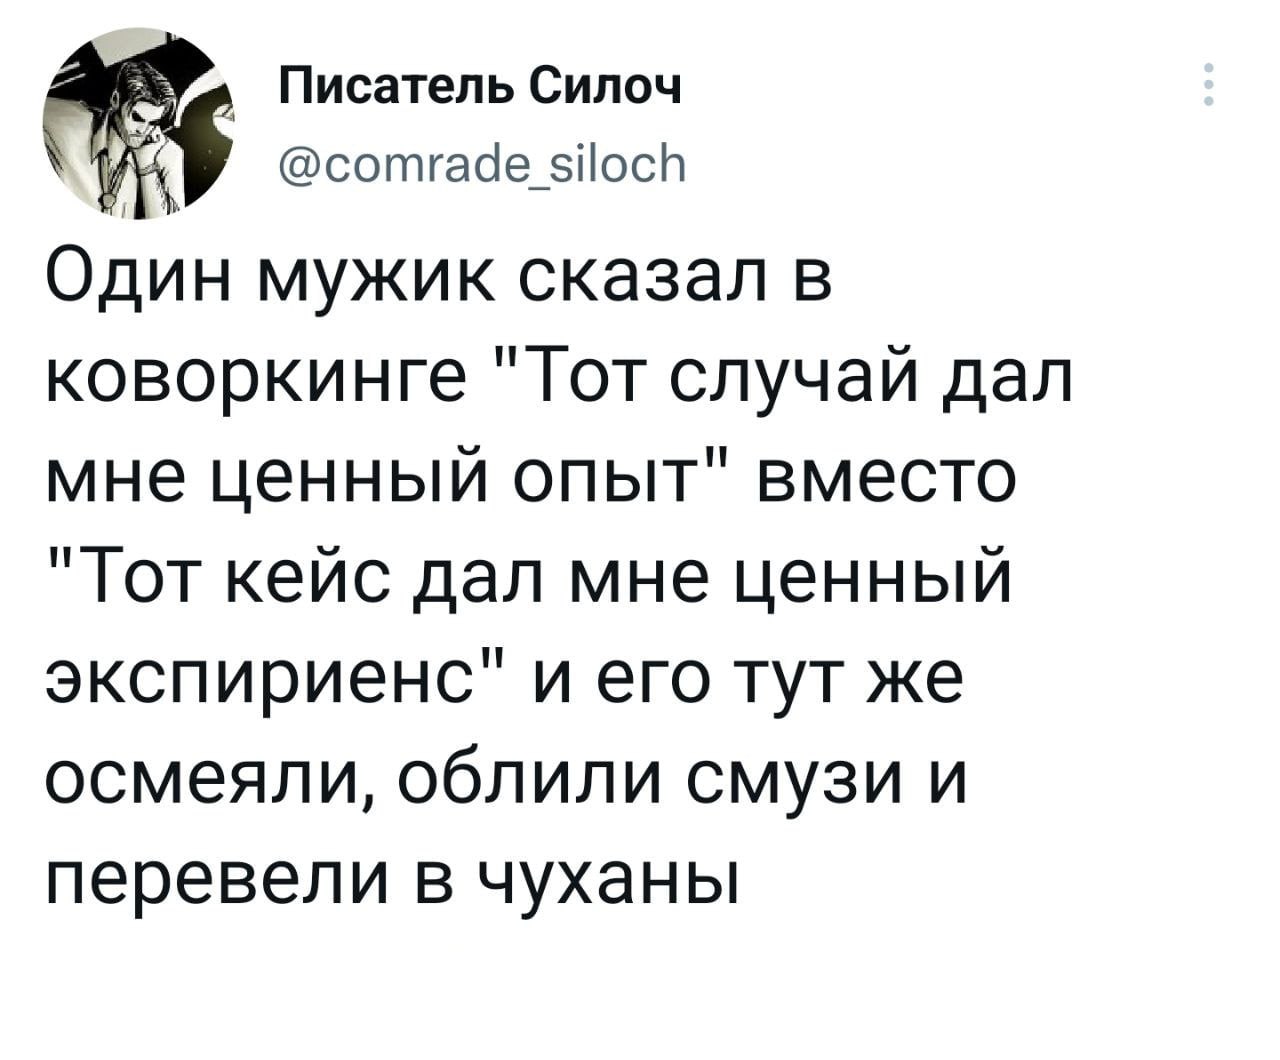 Писатель Силоч
@comrade_siloch
Один мужик сказал в
коворкинге "Тот случай дал
мне ценный опыт" вместо
"Тот кейс дал мне ценный
экспириенс" и его тут же
осмеяли, облили смузи и
перевели в чуханы